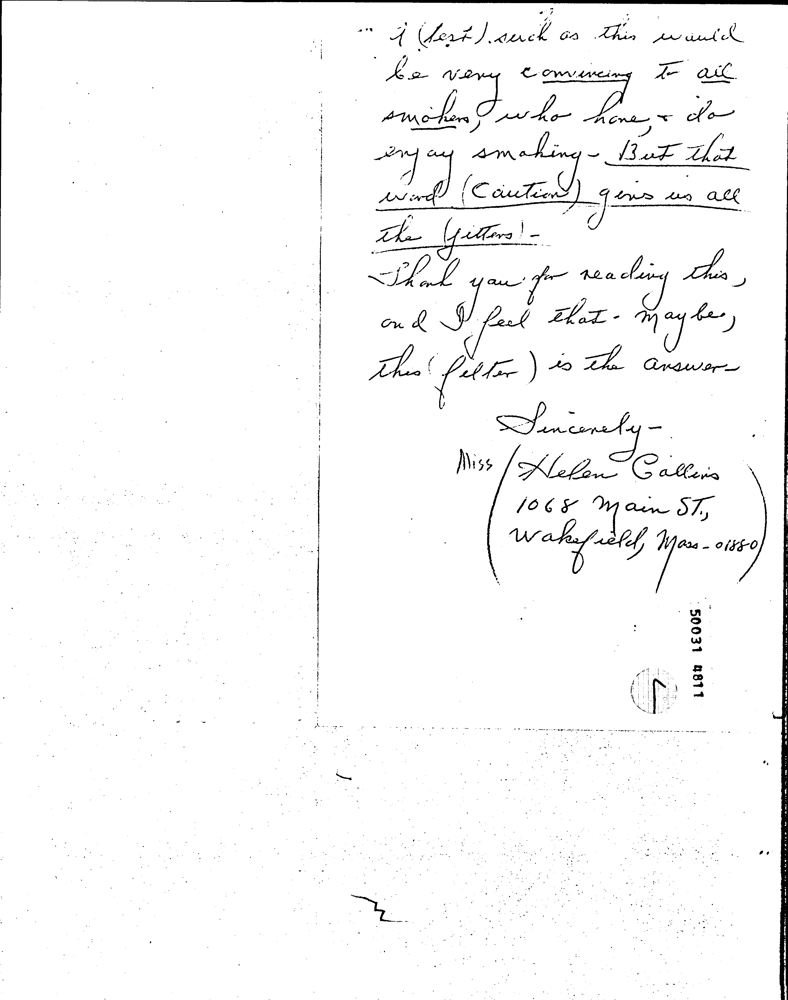 (Test) such as this would
be very convincing to all
smokers, who have, + do
enjoy smoking - But that
word (Caution) gives us all
the (jitters! -
Thank you for reading this,
and I feel that - maybe,
this (filter) is the answer -
Sincerely -
Miss Helen Collins
1068 Main ST.,
Wakefield, Mass - 01880
50031 4811